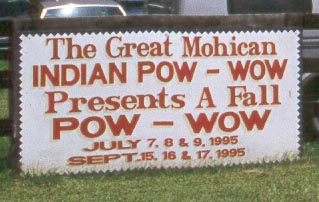 The Great Mohican
INDIAN POW - WOW
Presents A Fall
POW - WOW
JULY 7, 8 & 9, 1995
SEPT. 15, 16 & 17, 1995